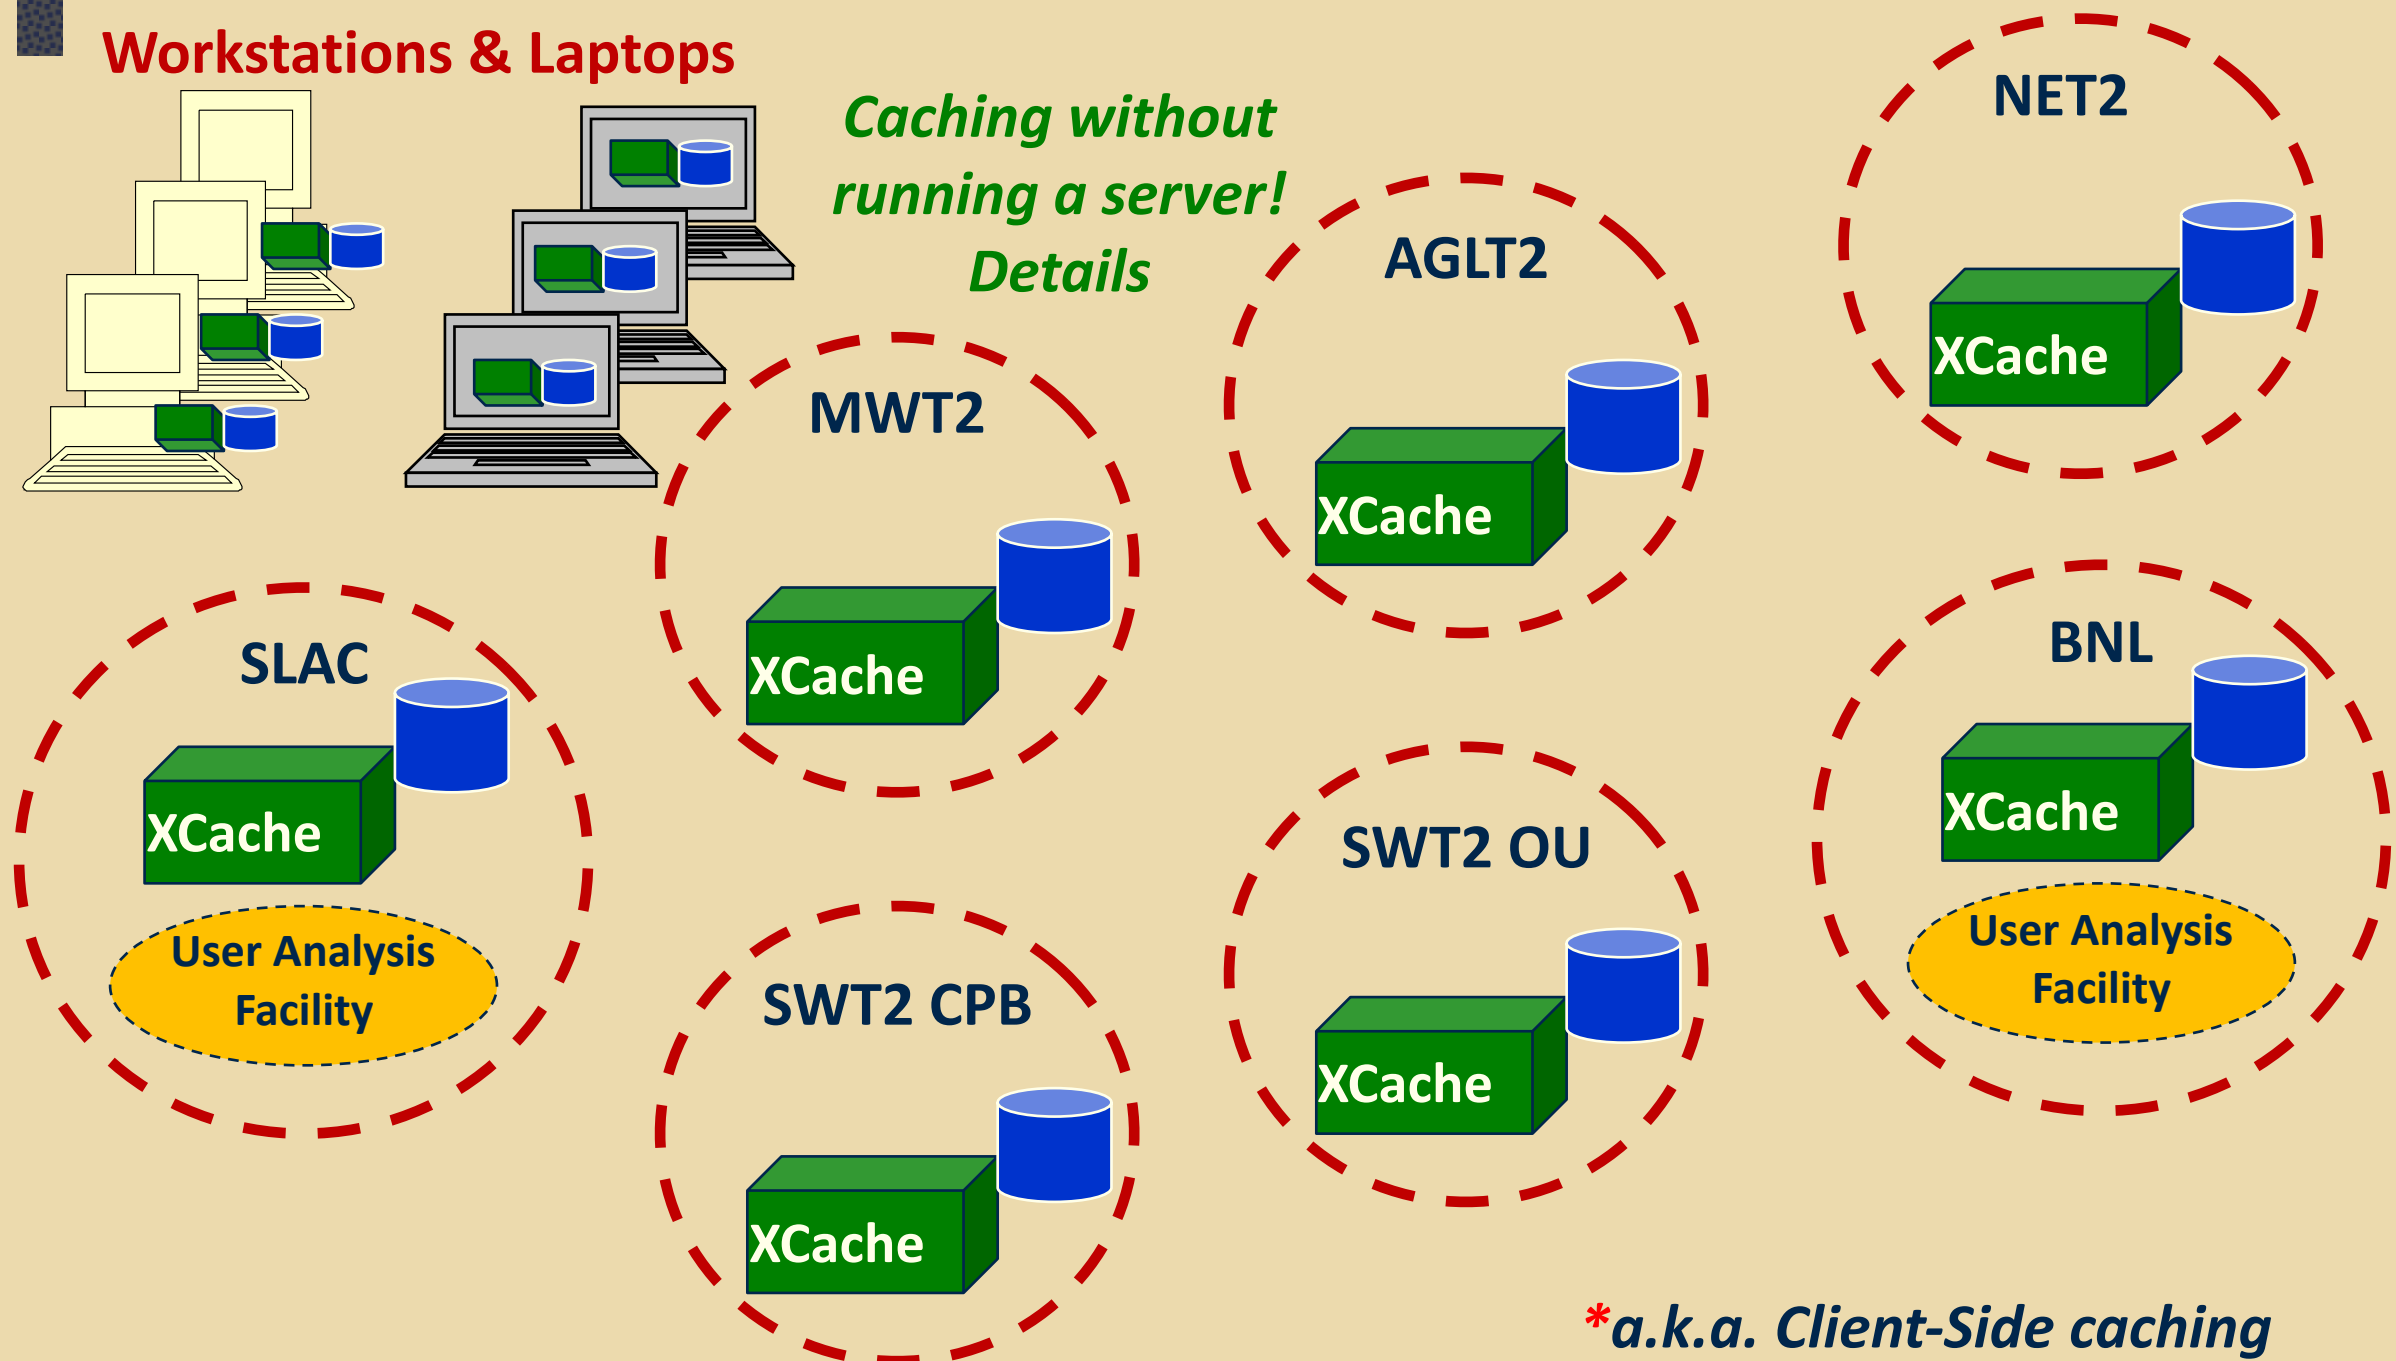 Workstations & Laptops
Caching without
running a server!
Details
NET2
XCache
AGLT2
XCache
MWT2
XCache
SLAC
XCache
User Analysis
Facility
BNL
XCache
User Analysis
Facility
SWT2 OU
XCache
SWT2 CPB
XCache
*a.k.a. Client-Side caching